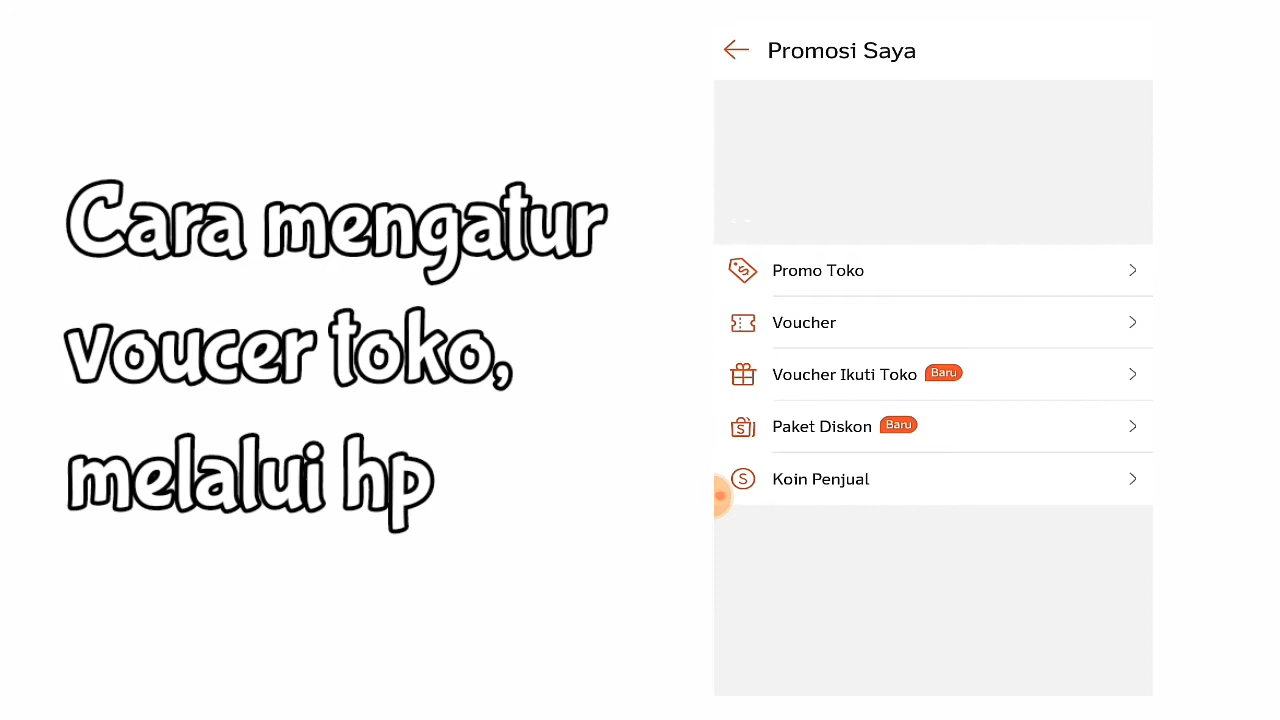 Cara mengatur
voucer toko,
melalui hp
Promosi Saya
Promo Toko
Voucher
Voucher Ikuti Toko Baru
Paket Diskon Baru
Koin Penjual